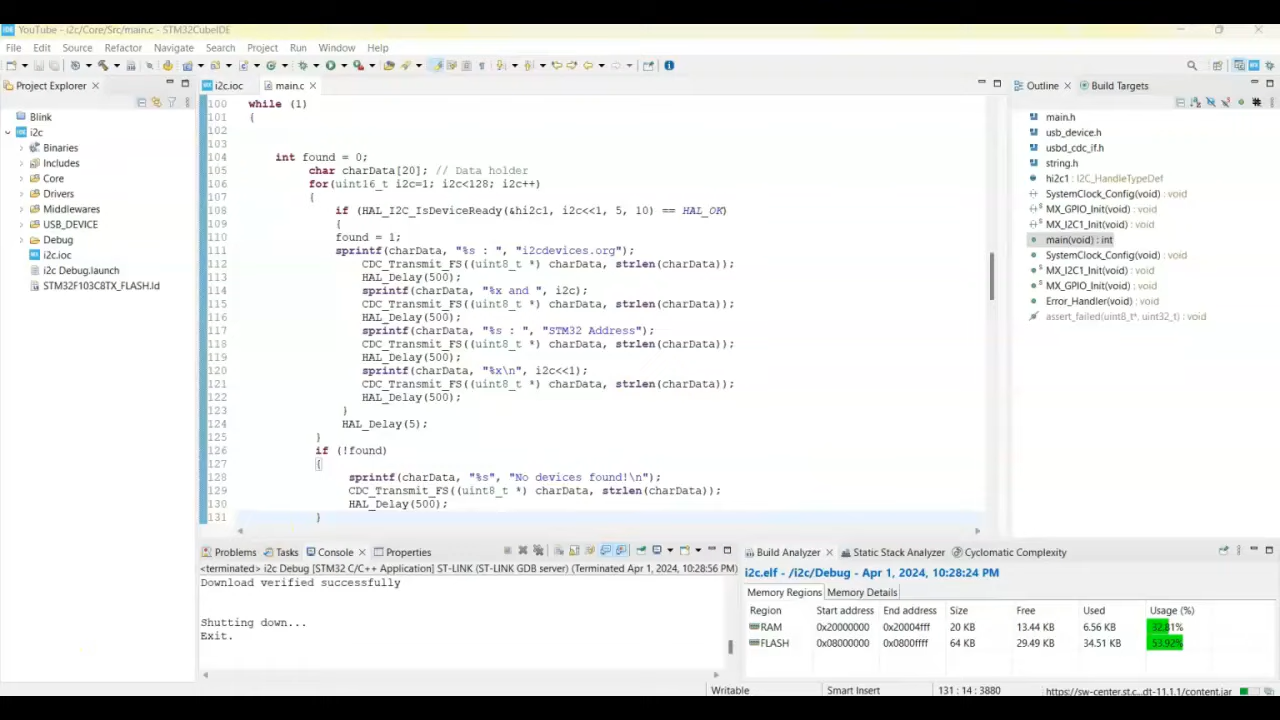 IDE YouTube - i2c/Core/Src/main.c - STM32CubeIDE
File Edit Source Refactor Navigate Search Project Run Window Help
Project Explorer
Blink
i2c
Binaries
Includes
Core
Drivers
Middlewares
USB_DEVICE
Debug
i2c.ioc
i2c Debug.launch
STM32F103C8TX_FLASH.ld
i2c.ioc main.c
100 while (1)
101 {
102
103
104 int found = 0;
105 char charData[20]; // Data holder
106 for(uint16_t i2c=1; i2c<128; i2c++)
107 {
108 if (HAL_I2C_IsDeviceReady(&hi2c1, i2c<<1, 5, 10) == HAL_OK)
109 {
110 found = 1;
111 sprintf(charData, "%s : ", "i2cdevices.org");
112 CDC_Transmit_FS((uint8_t *) charData, strlen(charData));
113 HAL_Delay(500);
114 sprintf(charData, "%x and ", i2c);
115 CDC_Transmit_FS((uint8_t *) charData, strlen(charData));
116 HAL_Delay(500);
117 sprintf(charData, "%s : ", "STM32 Address");
118 CDC_Transmit_FS((uint8_t *) charData, strlen(charData));
119 HAL_Delay(500);
120 sprintf(charData, "%x\n", i2c<<1);
121 CDC_Transmit_FS((uint8_t *) charData, strlen(charData));
122 HAL_Delay(500);
123 }
124 HAL_Delay(5);
125 }
126 if (!found)
127 {
128 sprintf(charData, "%s", "No devices found!\n");
129 CDC_Transmit_FS((uint8_t *) charData, strlen(charData));
130 HAL_Delay(500);
131 }
Outline Build Targets
main.h
usb_device.h
usbd_cdc_if.h
string.h
hi2c1 : I2C_HandleTypeDef
SystemClock_Config(void) : void
MX_GPIO_Init(void) : void
MX_I2C1_Init(void) : void
main(void) : int
SystemClock_Config(void) : void
MX_I2C1_Init(void) : void
MX_GPIO_Init(void) : void
Error_Handler(void) : void
assert_failed(uint8_t*, uint32_t) : void
Problems Tasks Console Properties
<terminated> i2c Debug [STM32 C/C++ Application] ST-LINK (ST-LINK GDB server) (Terminated Apr 1, 2024, 10:28:56 PM)
Download verified successfully
Shutting down...
Exit.
Build Analyzer Static Stack Analyzer Cyclomatic Complexity
i2c.elf - /i2c/Debug - Apr 1, 2024, 10:28:24 PM
Memory Regions Memory Details
Region Start address End address Size Free Used Usage (%)
RAM 0x20000000 0x20004fff 20 KB 13.44 KB 6.56 KB 32.81%
FLASH 0x08000000 0x0800ffff 64 KB 29.49 KB 34.51 KB 53.92%
Writable Smart Insert 131 : 14 : 3880 https://sw-center.st.c...dt-11.1.1/content.jar